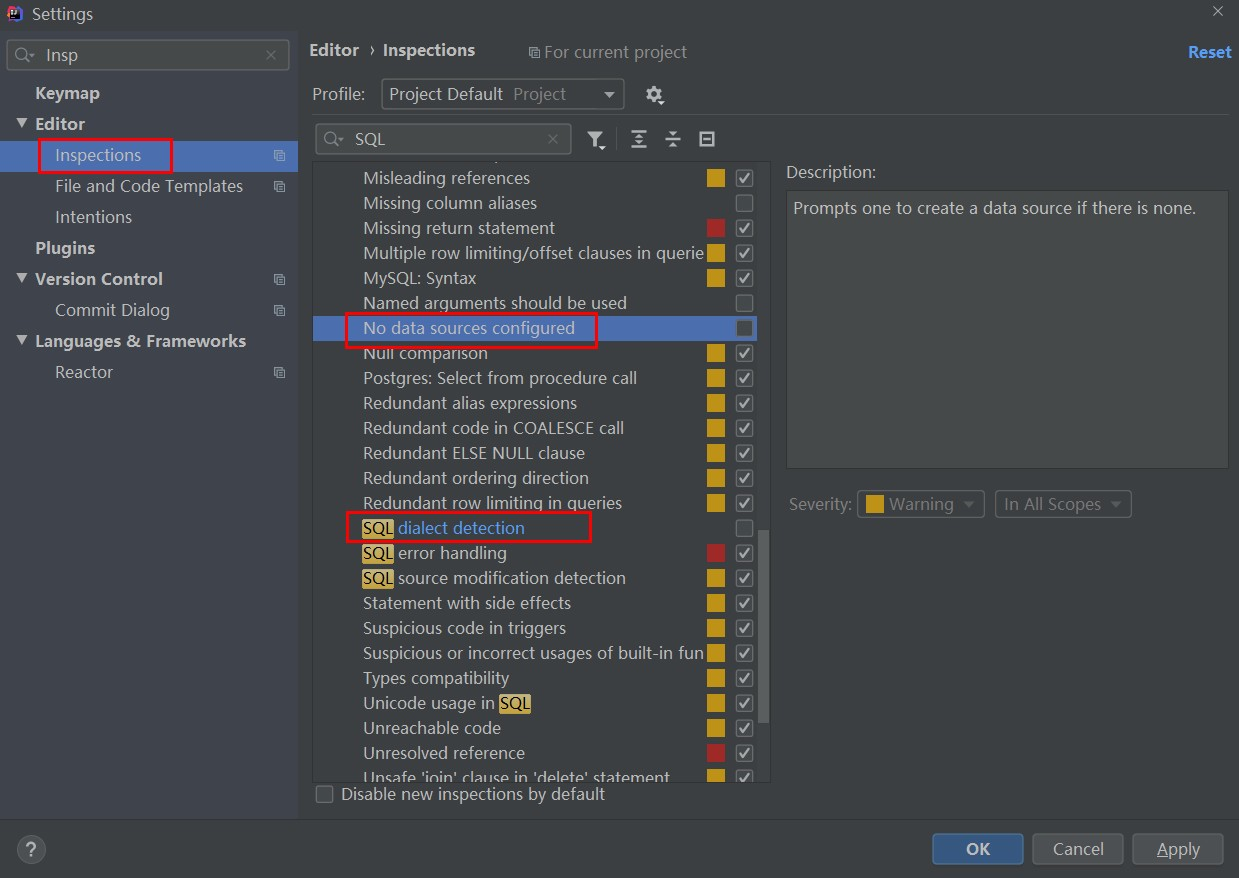 Settings
Insp
Keymap
Editor
Inspections
File and Code Templates
Intentions
Plugins
Version Control
Commit Dialog
Languages & Frameworks
Reactor
Editor › Inspections
For current project
Reset
Profile:
Project Default Project
SQL
Misleading references
Missing column aliases
Missing return statement
Multiple row limiting/offset clauses in querie
MySQL: Syntax
Named arguments should be used
No data sources configured
Null comparison
Postgres: Select from procedure call
Redundant alias expressions
Redundant code in COALESCE call
Redundant ELSE NULL clause
Redundant ordering direction
Redundant row limiting in queries
SQL dialect detection
SQL error handling
SQL source modification detection
Statement with side effects
Suspicious code in triggers
Suspicious or incorrect usages of built-in fun
Types compatibility
Unicode usage in SQL
Unreachable code
Unresolved reference
Unsafe 'join' clause in 'delete' statement
Disable new inspections by default
Description:
Prompts one to create a data source if there is none.
Severity:
Warning
In All Scopes
?
OK
Cancel
Apply